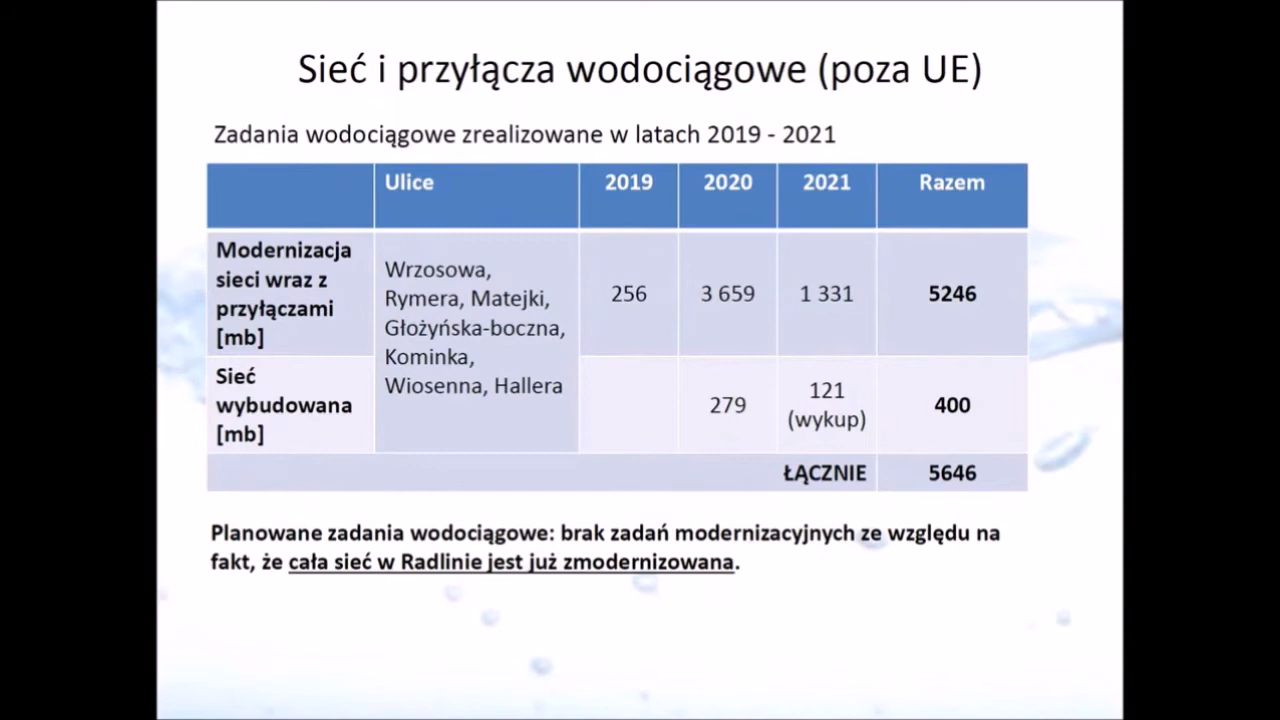 Sieć i przyłącza wodociągowe (poza UE)
Zadania wodociągowe zrealizowane w latach 2019 - 2021
Ulice 2019 2020 2021 Razem
Modernizacja
sieci wraz z
przyłączami
[mb]
Wrzosowa,
Rymera, Matejki,
Głożyńska-boczna,
Kominka,
Wiosenna, Hallera
256 3 659 1 331 5246
Sieć
wybudowana
[mb]
279
121
(wykup)
400
ŁĄCZNIE 5646
Planowane zadania wodociągowe: brak zadań modernizacyjnych ze względu na
fakt, że cała sieć w Radlinie jest już zmodernizowana.